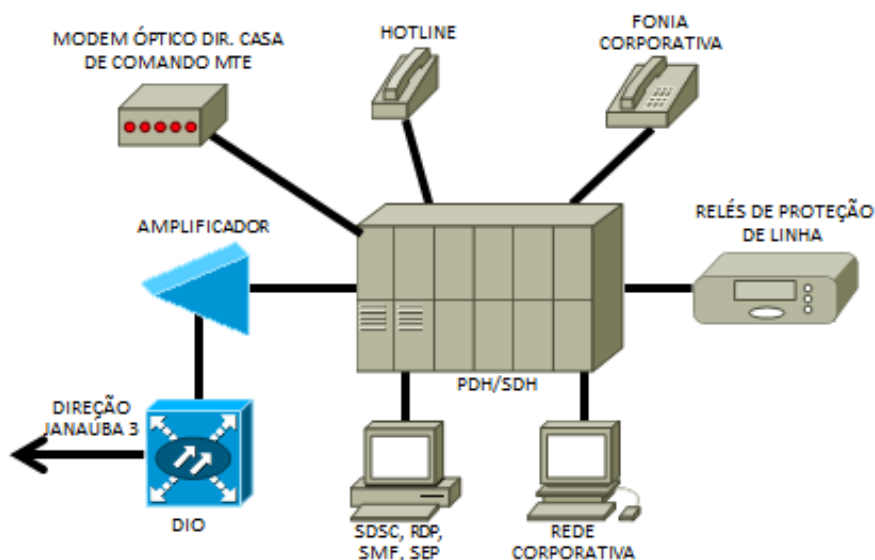 MODEM ÓPTICO DIR. CASA
DE COMANDO MTE
HOTLINE
FONIA
CORPORATIVA
AMPLIFICADOR
RELÉS DE PROTEÇÃO
DE LINHA
PDH/SDH
DIREÇÃO
JANAÚBA 3
DIO
SDSC, RDP,
SMF, SEP
REDE
CORPORATIVA